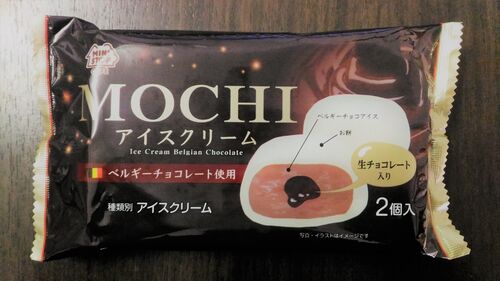 MINI
STOP
MOCHI
アイスクリーム
Ice Cream Belgian Chocolate
ベルギーチョコレート使用
種類別 アイスクリーム
ベルギーチョコアイス
お餅
生チョコレート
入り
2個入
写真・イラストはイメージです